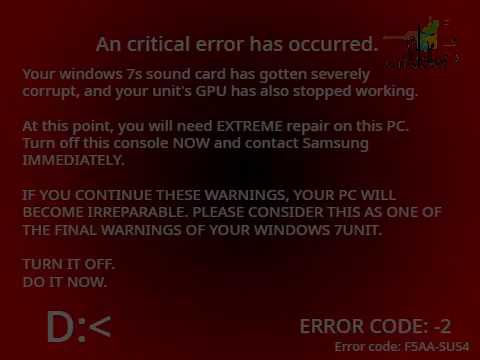 An critical error has occurred.
Your windows 7s sound card has gotten severely
corrupt, and your unit's GPU has also stopped working.
At this point, you will need EXTREME repair on this PC.
Turn off this console NOW and contact Samsung
IMMEDIATELY.
IF YOU CONTINUE THESE WARNINGS, YOUR PC WILL
BECOME IRREPARABLE. PLEASE CONSIDER THIS AS ONE OF
THE FINAL WARNINGS OF YOUR WINDOWS 7UNIT.
TURN IT OFF.
DO IT NOW.
D:<
ERROR CODE: -2
Error code: F5AA-SUS4